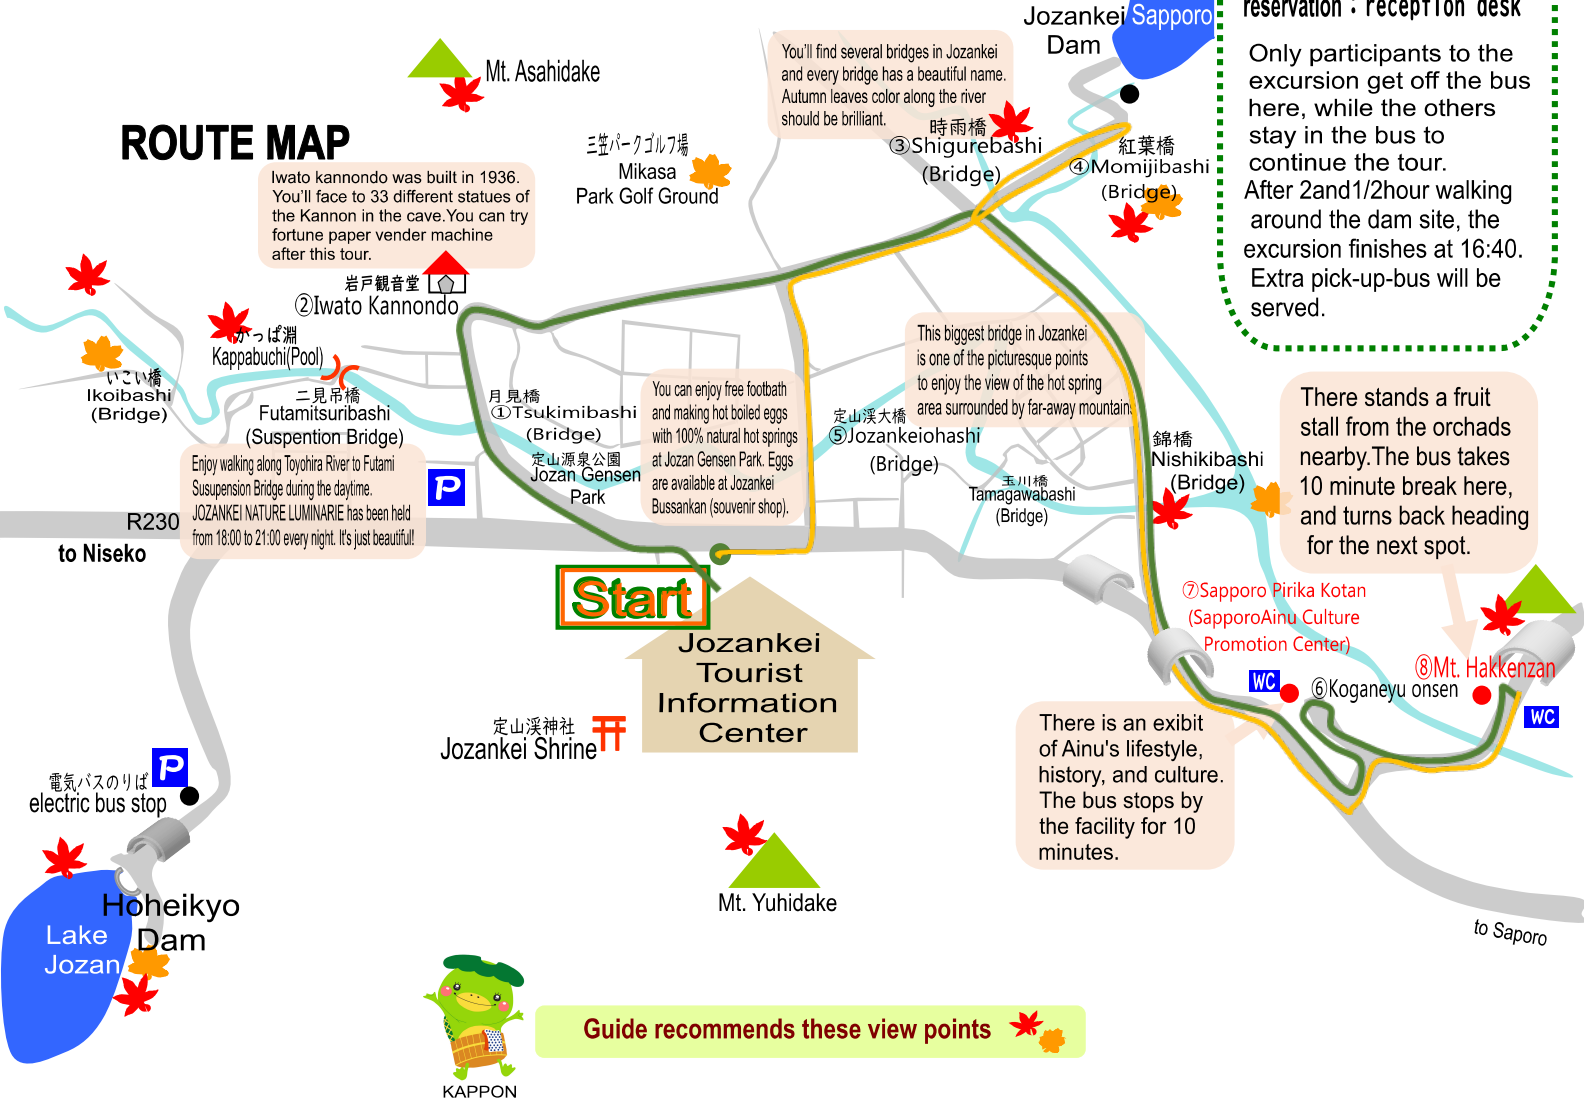 reservation：reception desk
Only participants to the
excursion get off the bus
here, while the others
stay in the bus to
continue the tour.
After 2and1/2hour walking
around the dam site, the
excursion finishes at 16:40.
Extra pick-up-bus will be
served.
Jozankei
Dam
Sapporo
You'll find several bridges in Jozankei
and every bridge has a beautiful name.
Autumn leaves color along the river
should be brilliant.
Mt. Asahidake
ROUTE MAP
三笠パークゴルフ場
Mikasa
Park Golf Ground
時雨橋
③Shigurebashi
(Bridge)
紅葉橋
④Momijibashi
(Bridge)
Iwato kannondo was built in 1936.
You'll face to 33 different statues of
the Kannon in the cave.You can try
fortune paper vender machine
after this tour.
岩戸観音堂
②Iwato Kannondo
かっぱ淵
Kappabuchi(Pool)
いこい橋
Ikoibashi
(Bridge)
二見吊橋
Futamitsuribashi
(Suspention Bridge)
月見橋
①Tsukimibashi
(Bridge)
定山源泉公園
Jozan Gensen
Park
You can enjoy free footbath
and making hot boiled eggs
with 100% natural hot springs
at Jozan Gensen Park. Eggs
are available at Jozankei
Bussankan (souvenir shop).
This biggest bridge in Jozankei
is one of the picturesque points
to enjoy the view of the hot spring
area surrounded by far-away mountains
定山渓大橋
⑤Jozankeiohashi
(Bridge)
玉川橋
Tamagawabashi
(Bridge)
錦橋
Nishikibashi
(Bridge)
There stands a fruit
stall from the orchads
nearby.The bus takes
10 minute break here,
and turns back heading
for the next spot.
Enjoy walking along Toyohira River to Futami
Susupension Bridge during the daytime.
JOZANKEI NATURE LUMINARIE has been held
from 18:00 to 21:00 every night. It's just beautiful!
P
R230
to Niseko
Start
Jozankei
Tourist
Information
Center
⑦Sapporo Pirika Kotan
(SapporoAinu Culture
Promotion Center)
WC
⑥Koganeyu onsen
⑧Mt. Hakkenzan
WC
定山渓神社
Jozankei Shrine
There is an exibit
of Ainu's lifestyle,
history, and culture.
The bus stops by
the facility for 10
minutes.
P
電気バスのりば
electric bus stop
Hoheikyo
Dam
Lake
Jozan
Mt. Yuhidake
to Saporo
Guide recommends these view points
KAPPON